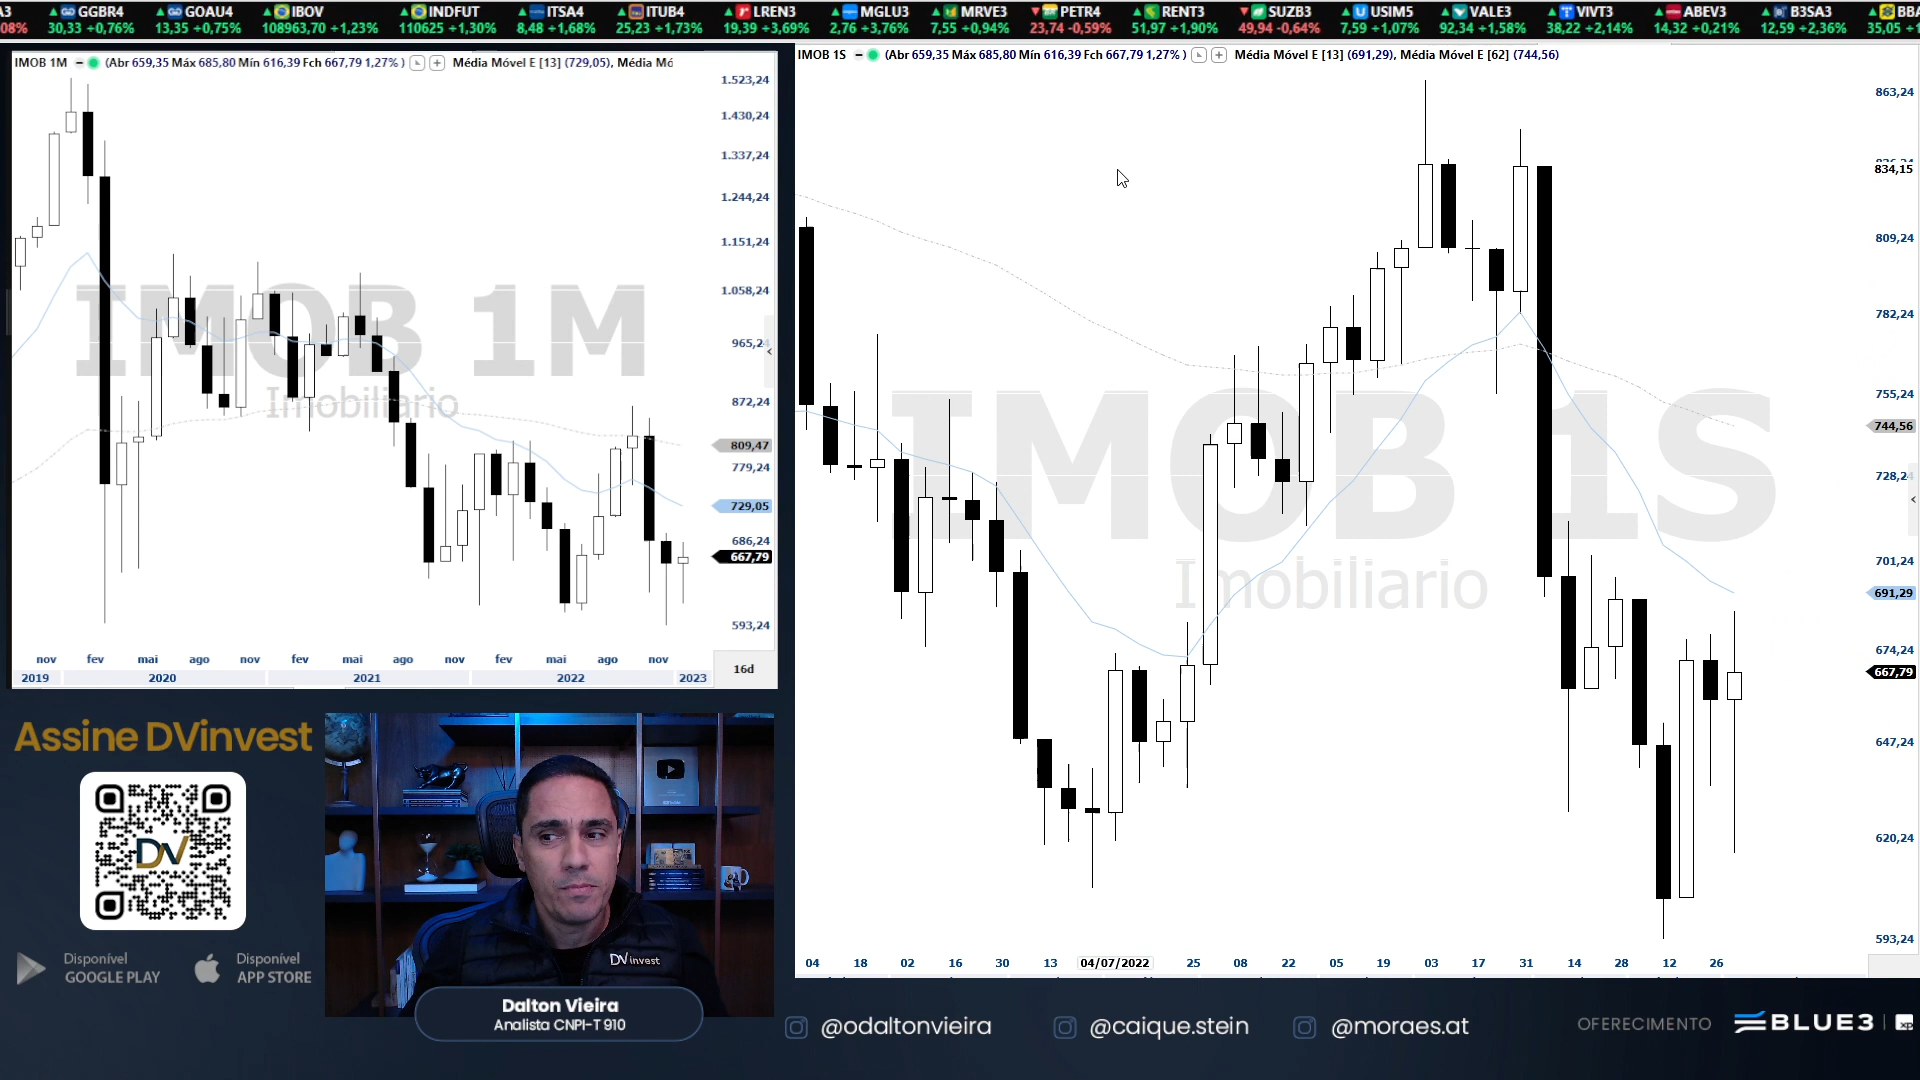 A3 GGBR4 GOAU4 IBOV INDFUT ITSA4 ITUB4 LREN3 MGLU3 MRVE3 PETR4 RENT3 SUZB3 USIM5 VALE3 VIVT3 ABEV3 B3SA3
08% 30,33 +0,76% 13,35 +0,75% 108963,70 +1,23% 110625 +1,30% 8,48 +1,68% 25,23 +1,73% 19,39 +3,69% 2,76 +3,76% 7,55 +0,94% 23,74 -0,59% 51,97 +1,90% 49,94 -0,64% 7,59 +1,07% 92,34 +1,58% 38,22 +2,14% 14,32 +0,21% 12,59 +2,36% 35,05
IMOB 1M (Abr 659,35 Máx 685,80 Mín 616,39 Fch 667,79 1,27% ) Média Móvel E [13] (729,05), Média Mó
1.523,24
1.430,24
1.337,24
1.244,24
1.151,24
1.058,24
965,24
872,24
809,47
779,24
729,05
686,24
667,79
593,24
IMOB 1M
Imobiliario
nov fev mai ago nov fev mai ago nov fev mai ago nov
2019 2020 2021 2022 2023
16d
IMOB 1S (Abr 659,35 Máx 685,80 Mín 616,39 Fch 667,79 1,27% ) Média Móvel E [13] (691,29), Média Móvel E [62] (744,56)
863,24
834,15
809,24
782,24
755,24
744,56
728,24
701,24
691,29
674,24
667,79
647,24
620,24
593,24
IMOB 1S
Imobiliario
04 18 02 16 30 13 04/07/2022 25 08 22 05 19 03 17 31 14 28 12 26
Assine DVinvest
DV
Disponível
GOOGLE PLAY
Disponível
APP STORE
DVinvest
Dalton Vieira
Analista CNPI-T 910
@odaltonvieira
@caique.stein
@moraes.at
OFERECIMENTO
BLUE3
xp